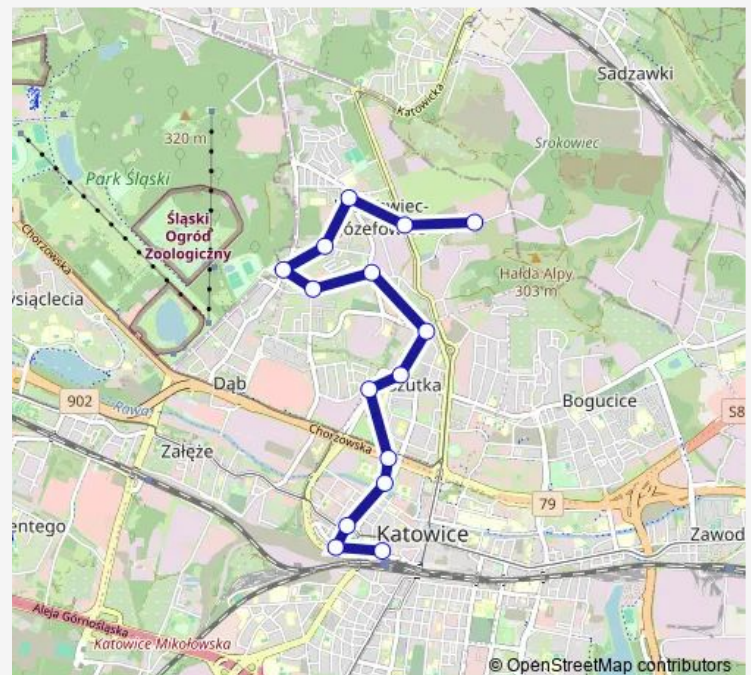 Sadzawki
Katowicka
320 m
Srokowiec
Park Śląski
Śląski
Ogród
Zoologiczny
Chorzowska
Hałda Alpy
303 m
Dąb
902
Rawa
Bogucice
S8
Chorzowska
Załęże
79
Katowice
Aleja Górnośląska
Katowice Mikołowska
© OpenStreetMap contributors